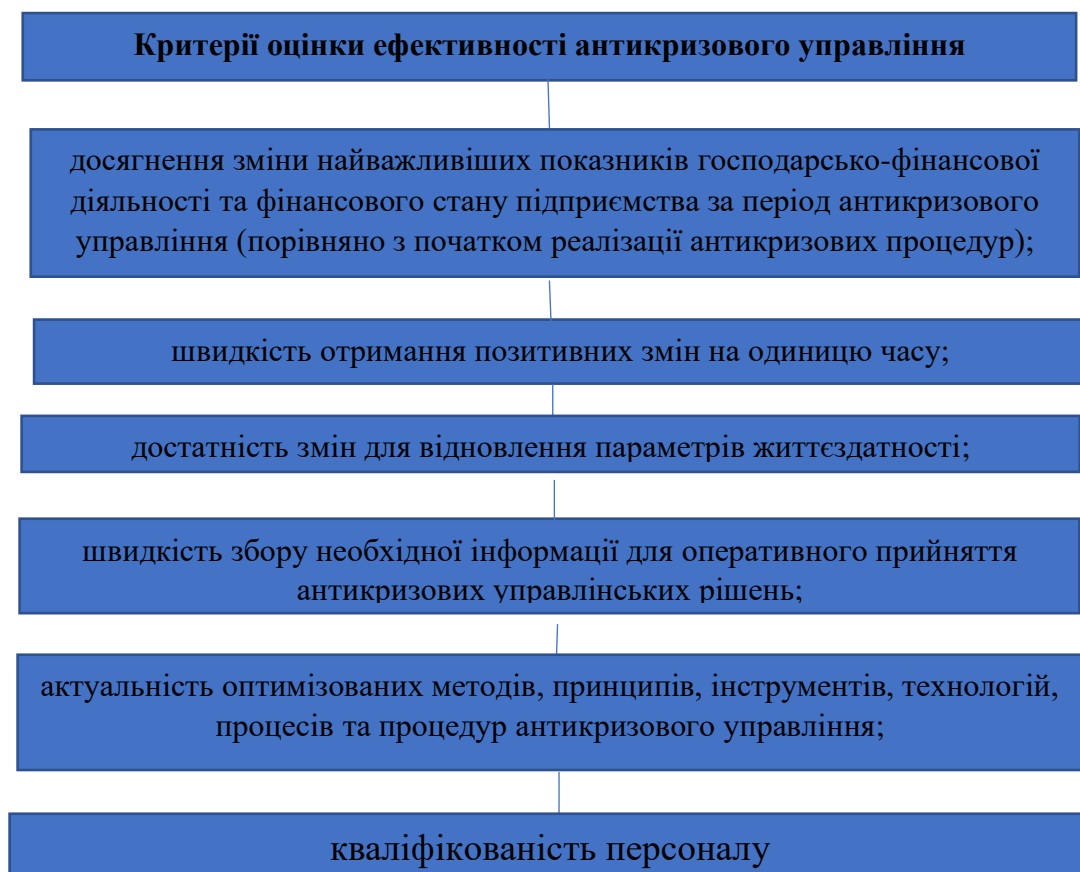 Критерії оцінки ефективності антикризового управління
досягнення зміни найважливіших показників господарсько-фінансової
діяльності та фінансового стану підприємства за період антикризового
управління (порівняно з початком реалізації антикризових процедур);
швидкість отримання позитивних змін на одиницю часу;
достатність змін для відновлення параметрів життєздатності;
швидкість збору необхідної інформації для оперативного прийняття
антикризових управлінських рішень;
актуальність оптимізованих методів, принципів, інструментів, технологій,
процесів та процедур антикризового управління;
кваліфікованість персоналу